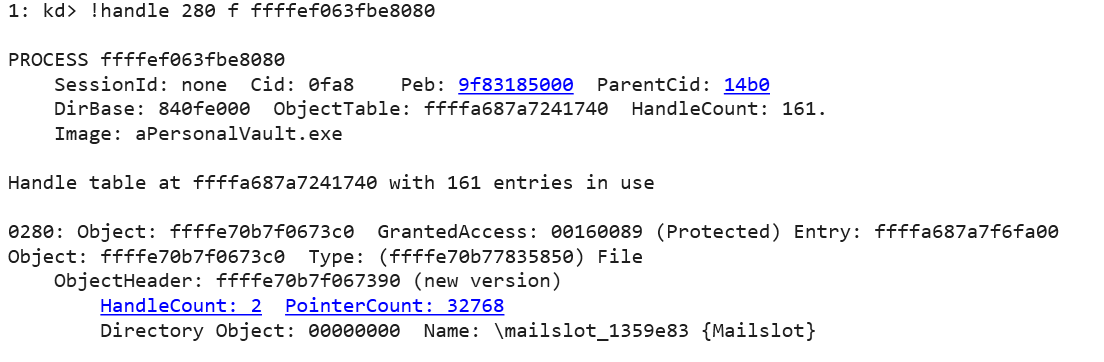 1: kd> !handle 280 f ffffef063fbe8080
PROCESS ffffef063fbe8080
SessionId: none  Cid: 0fa8    Peb: 9f83185000  ParentCid: 14b0
DirBase: 840fe000  ObjectTable: ffffa687a7241740  HandleCount: 161.
Image: aPersonalVault.exe
Handle table at ffffa687a7241740 with 161 entries in use
0280: Object: ffffe70b7f0673c0  GrantedAccess: 00160089 (Protected) Entry: ffffa687a7f6fa00
Object: ffffe70b7f0673c0  Type: (ffffe70b77835850) File
ObjectHeader: ffffe70b7f067390 (new version)
HandleCount: 2  PointerCount: 32768
Directory Object: 00000000  Name: \mailslot_1359e83 {Mailslot}